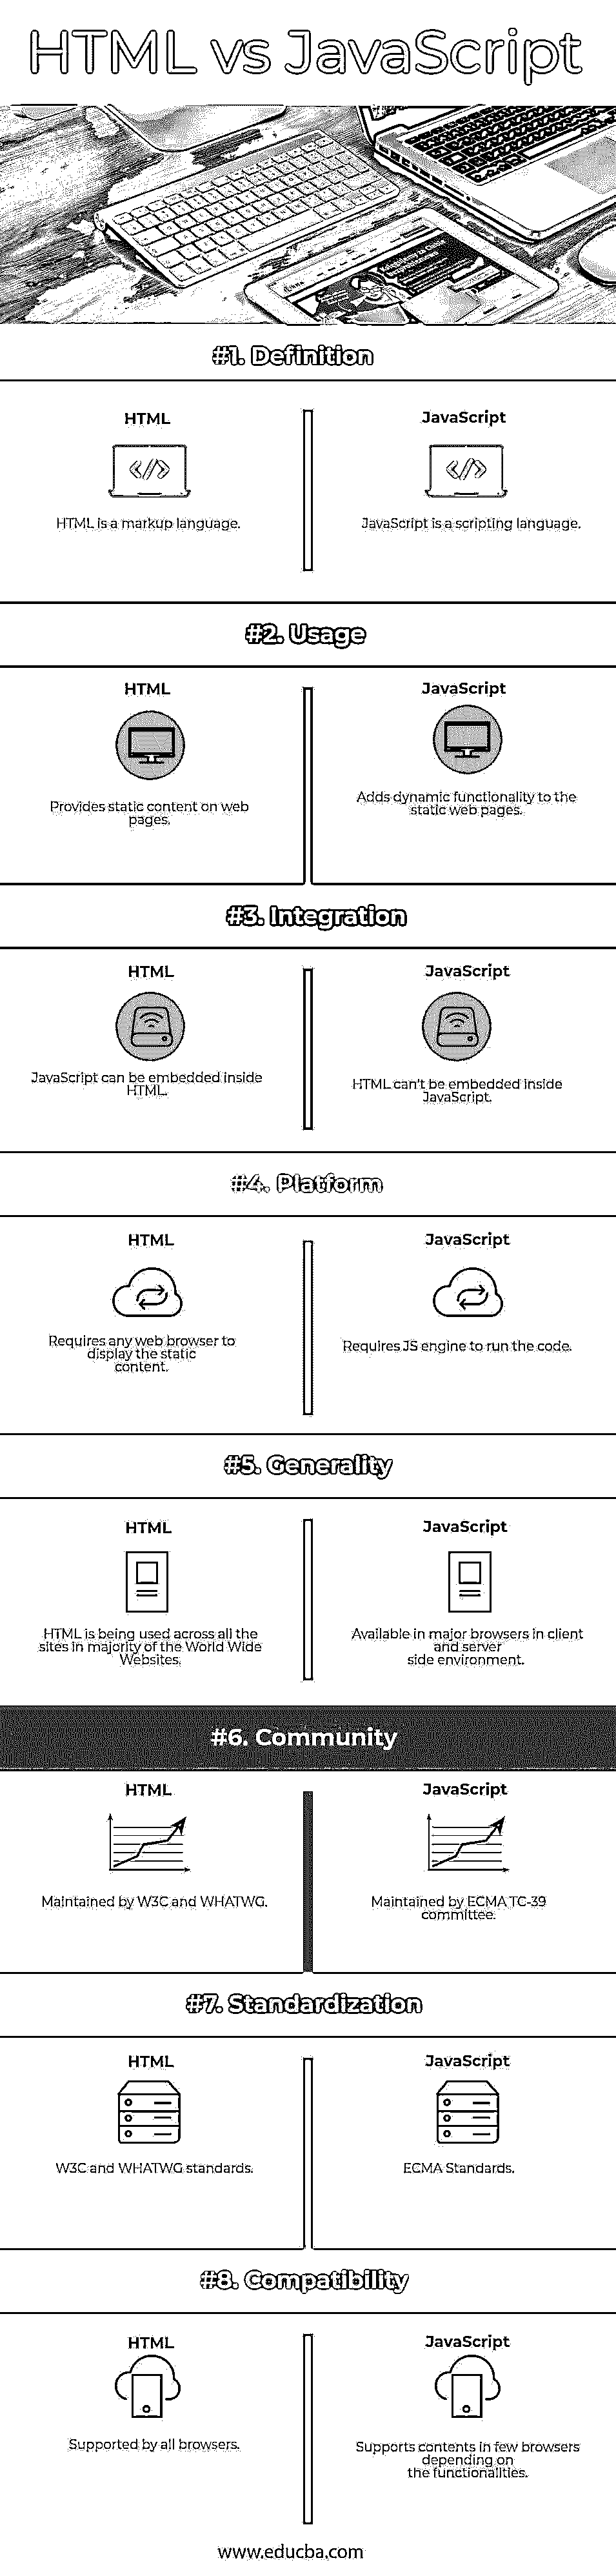 HTML vs JavaScript
#1. Definition
HTML
JavaScript
HTML is a markup language.
JavaScript is a scripting language.
#2. Usage
HTML
JavaScript
Provides static content on web
pages.
Adds dynamic functionality to the
static web pages.
#3. Integration
HTML
JavaScript
JavaScript can be embedded inside
HTML.
HTML can't be embedded inside
JavaScript.
#4. Platform
HTML
JavaScript
Requires any web browser to
display the static
content.
Requires JS engine to run the code.
#5. Generality
HTML
JavaScript
HTML is being used across all the
sites in majority of the World Wide
Websites.
Available in major browsers in client
and server
side environment.
#6. Community
HTML
JavaScript
Maintained by W3C and WHATWG.
Maintained by ECMA TC-39
committee.
#7. Standardization
HTML
JavaScript
W3C and WHATWG standards.
ECMA Standards.
#8. Compatibility
HTML
JavaScript
Supported by all browsers.
Supports contents in few browsers
depending on
the functionalities.
www.educba.com